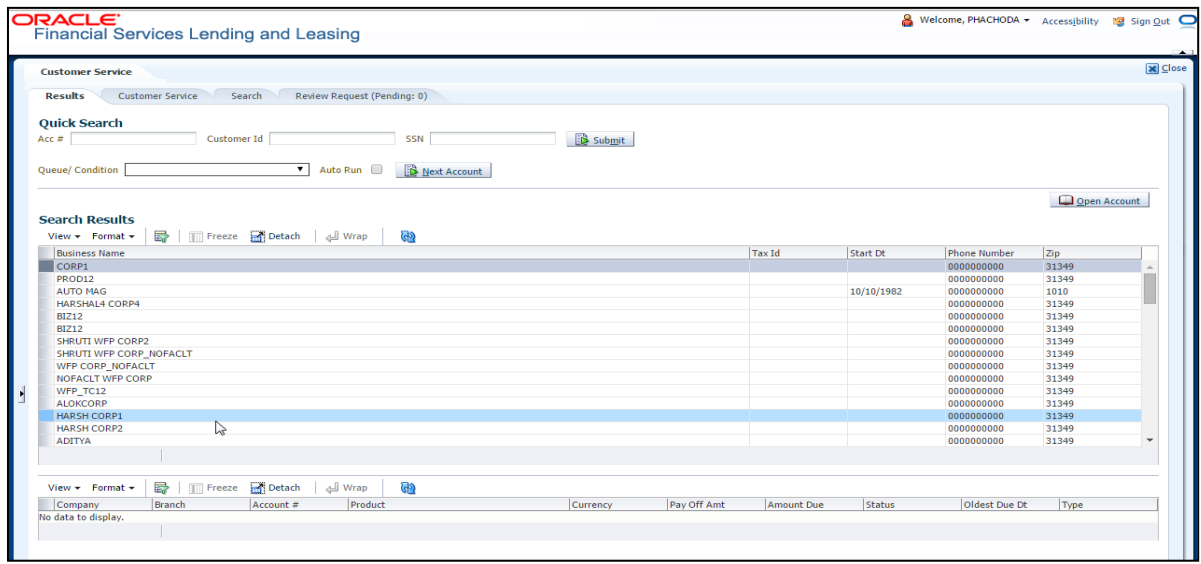 ORACLE
Welcome, PHACHODA Accessibility Sign Out
Financial Services Lending and Leasing
Customer Service
Close
Results Customer Service Search Review Request (Pending: 0)
Quick Search
Acc # Customer Id SSN Submit
Queue/ Condition Auto Run Next Account
Open Account
Search Results
View Format Freeze Detach Wrap
Business Name Tax Id Start Dt Phone Number Zip
CORP1 0000000000 31349
PROD12 0000000000 31349
AUTO MAG 10/10/1982 0000000000 1010
HARSHAL4 CORP4 0000000000 31349
BIZ12 0000000000 31349
BIZ12 0000000000 31349
SHRUTI WFP CORP2 0000000000 31349
SHRUTI WFP CORP_NOFACLT 0000000000 31349
WFP CORP_NOFACLT 0000000000 31349
NOFACLT WFP CORP 0000000000 31349
WFP_TC12 0000000000 31349
ALOKCORP 0000000000 31349
HARSH CORP1 0000000000 31349
HARSH CORP2 0000000000 31349
ADITYA 0000000000 31349
View Format Freeze Detach Wrap
Company Branch Account # Product Currency Pay Off Amt Amount Due Status Oldest Due Dt Type
No data to display.